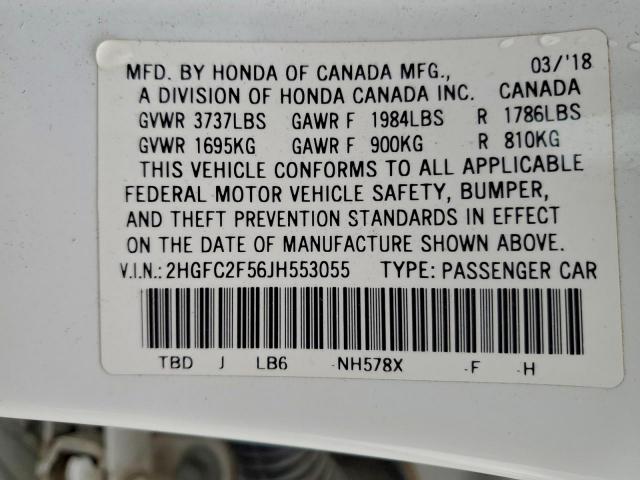 MFD. BY HONDA OF CANADA MFG., 03/'18
A DIVISION OF HONDA CANADA INC. CANADA
GVWR 3737LBS GAWR F 1984LBS R 1786LBS
GVWR 1695KG GAWR F 900KG R 810KG
THIS VEHICLE CONFORMS TO ALL APPLICABLE
FEDERAL MOTOR VEHICLE SAFETY, BUMPER,
AND THEFT PREVENTION STANDARDS IN EFFECT
ON THE DATE OF MANUFACTURE SHOWN ABOVE.
V.I.N.: 2HGFC2F56JH553055 TYPE: PASSENGER CAR
TBD J LB6 -NH578X -F -H